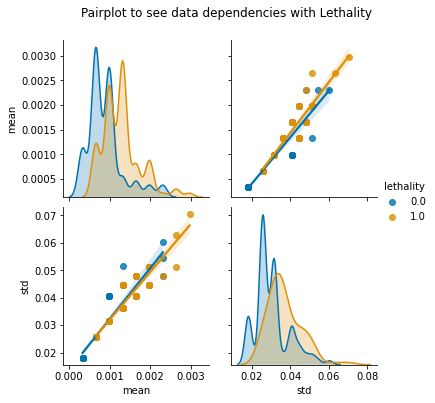 Pairplot to see data dependencies with Lethality
0.0030
0.0025
0.0020
0.0015
0.0010
0.0005
mean
lethality
0.0
1.0
0.07
0.06
0.05
0.04
0.03
0.02
std
0.000 0.001 0.002 0.003
mean
0.02 0.04 0.06 0.08
std